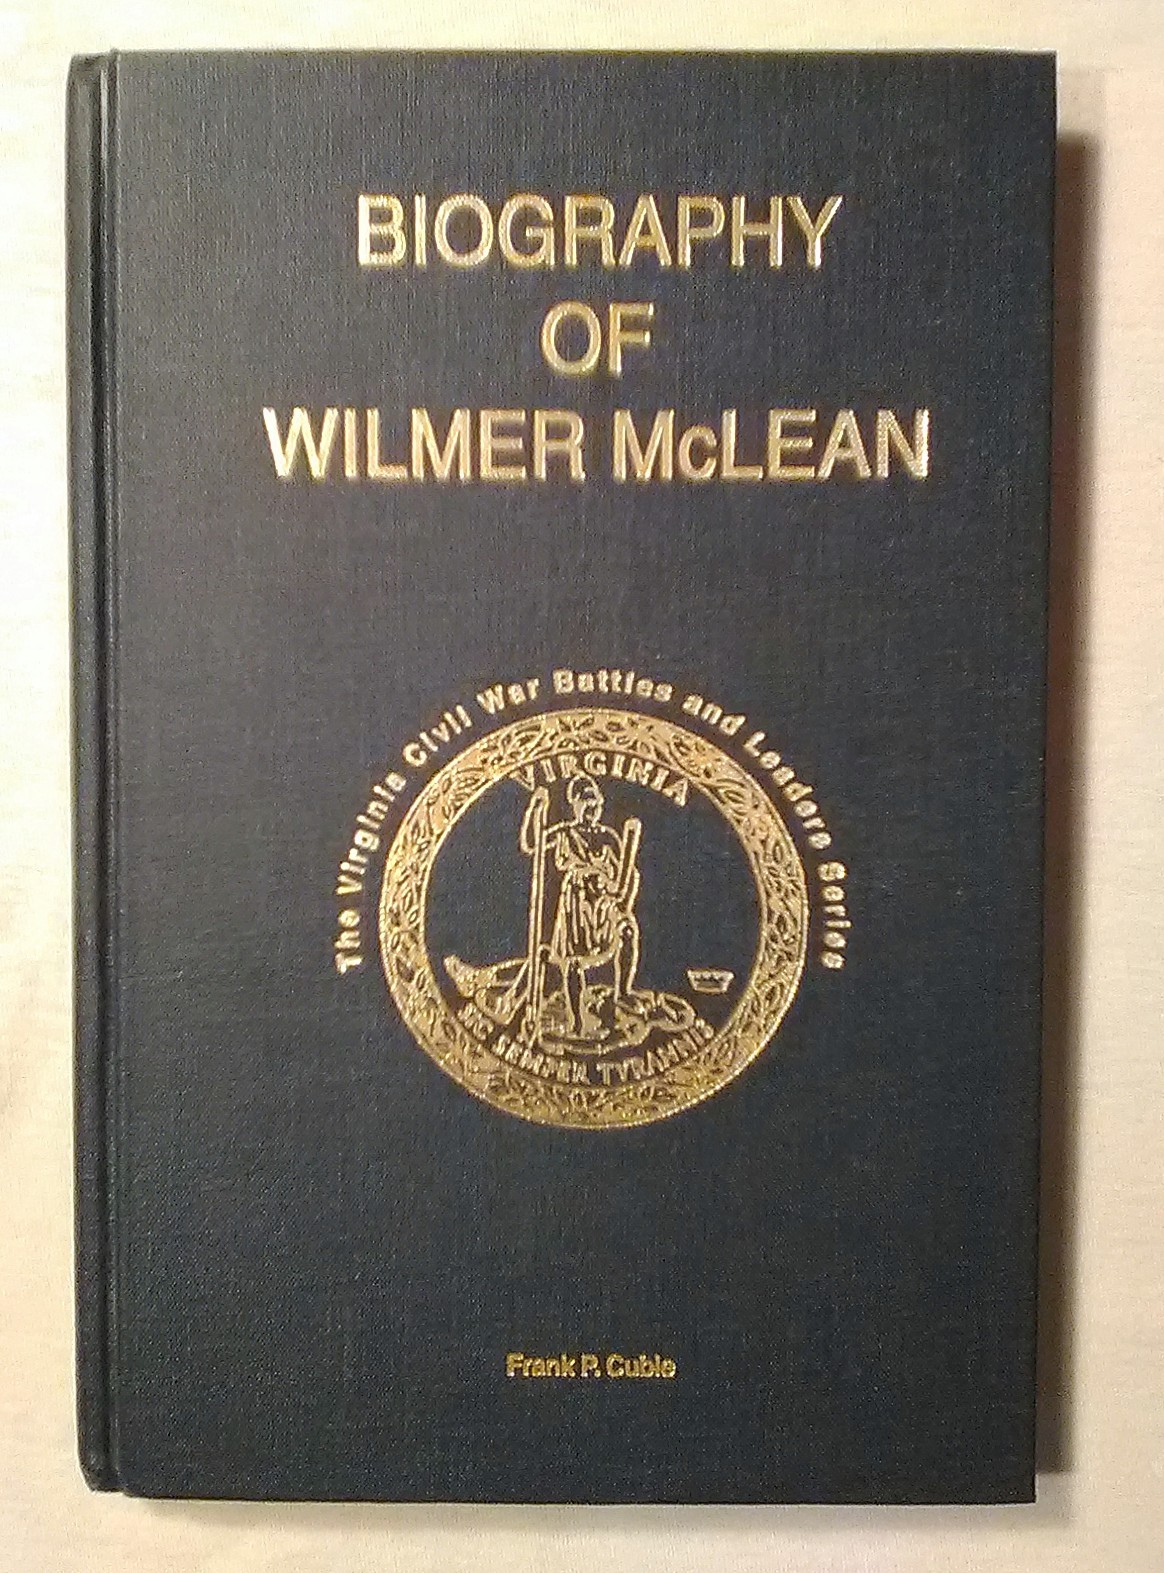 BIOGRAPHY
OF
WILMER McLEAN
The Virginia Civil War Battles and Leaders Series
VIRGINIA
SIC SEMPER TYRANNIS
Frank P. Cuble